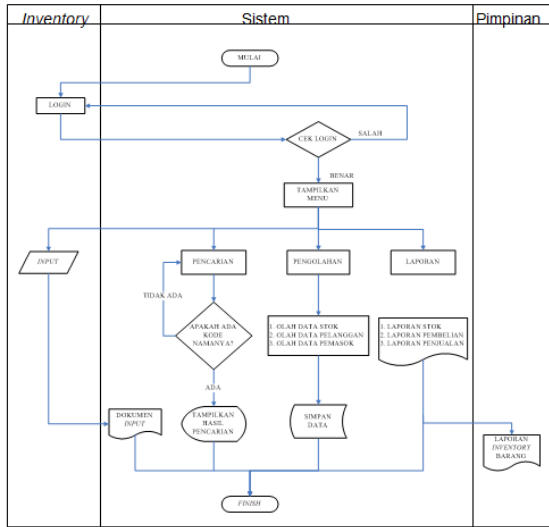 Inventory
Sistem
Pimpinan
MULAI
LOGIN
CEK LOGIN
SALAH
BENAR
TAMPILKAN
MENU
INPUT
PENCARIAN
PENGOLAHAN
LAPORAN
TIDAK ADA
APAKAH ADA
KODE
NAMANYA?
1. OLAH DATA STOK
2. OLAH DATA PELANGGAN
3. OLAH DATA PEMASOK
1. LAPORAN STOK
2. LAPORAN PEMBELIAN
3. LAPORAN PENJUALAN
ADA
DOKUMEN
INPUT
TAMPILKAN
HASIL
PENCARIAN
SIMPAN
DATA
LAPORAN
INVENTORY
BARANG
FINISH